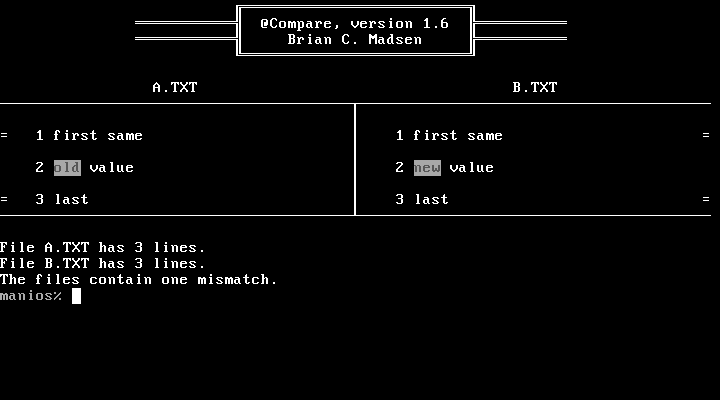 @Compare, version 1.6
Brian C. Madsen
A.TXT B.TXT
= 1 first same 1 first same =
2 old value 2 new value
= 3 last 3 last =
File A.TXT has 3 lines.
File B.TXT has 3 lines.
The files contain one mismatch.
manios%